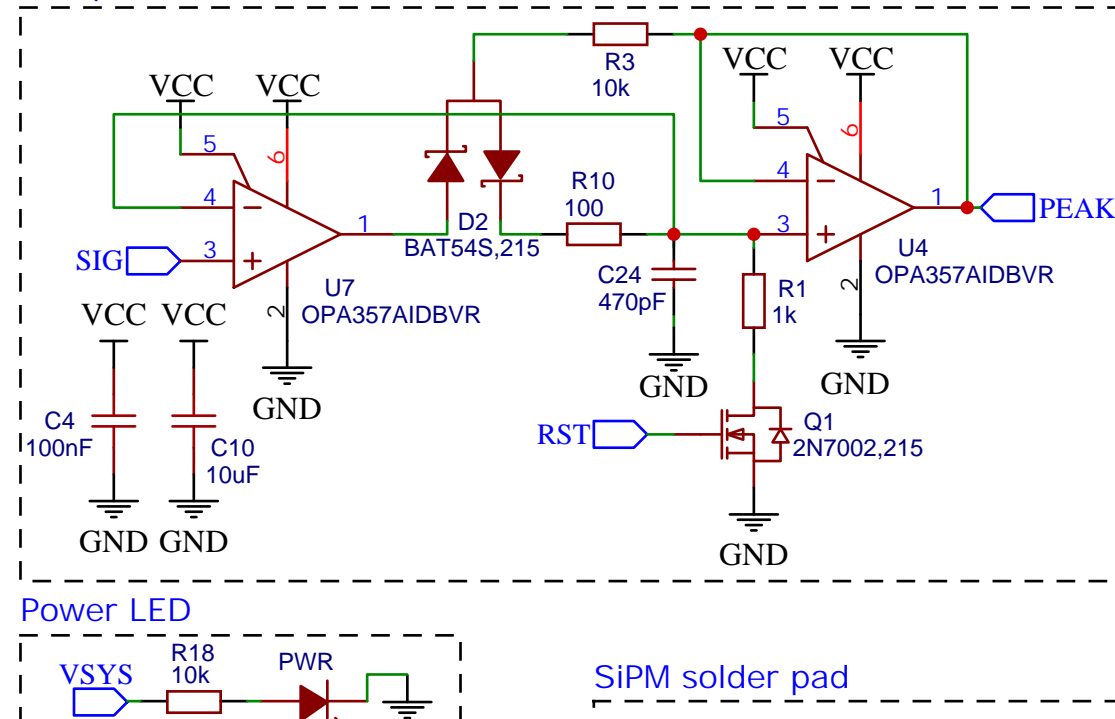 R3
10k
VCC
VCC
VCC
VCC
5
6
4
3
1
SIG
U7
OPA357AIDBVR
2
GND
D2
BAT54S,215
R10
100
C24
470pF
GND
5
6
4
3
1
PEAK
U4
OPA357AIDBVR
2
GND
R1
1k
VCC VCC
C4
100nF
C10
10uF
GND GND
RST
Q1
2N7002,215
GND
Power LED
VSYS
R18
10k
PWR
SiPM solder pad